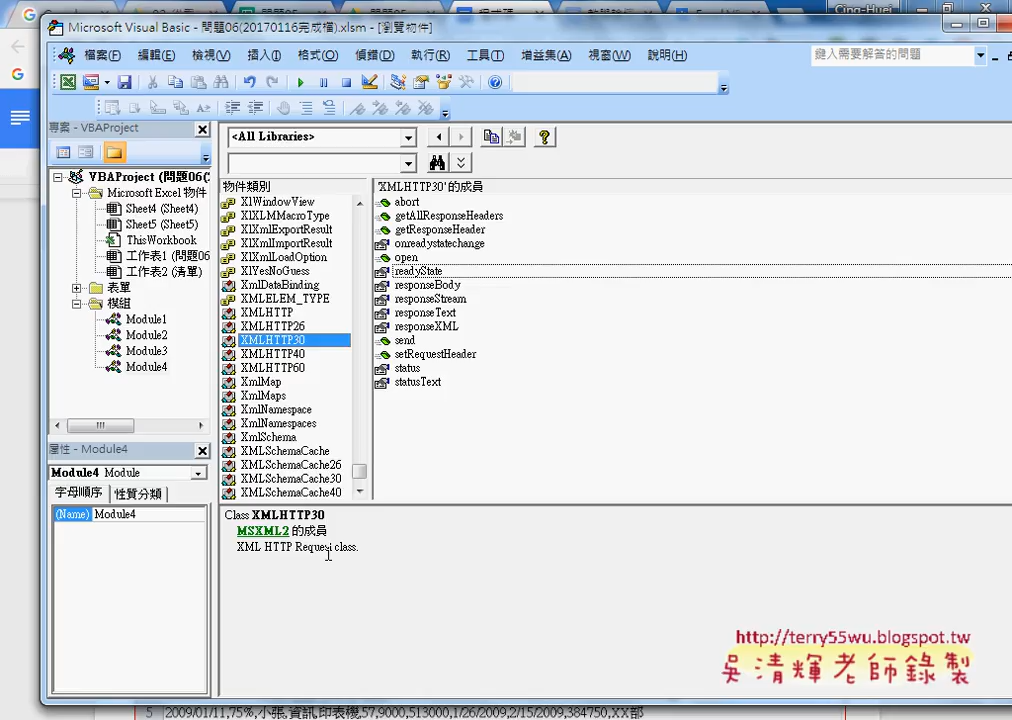 Microsoft Visual Basic - 問題06(20170116完成檔).xlsm - [瀏覽物件]
檔案(F) 編輯(E) 檢視(V) 插入(I) 格式(O) 偵錯(D) 執行(R) 工具(T) 增益集(A) 視窗(W) 說明(H)
鍵入需要解答的問題
專案 - VBAProject
<All Libraries>
VBAProject (問題06(2
Microsoft Excel 物件
Sheet4 (Sheet4)
Sheet5 (Sheet5)
ThisWorkbook
工作表1 (問題06
工作表2 (清單)
表單
模組
Module1
Module2
Module3
Module4
屬性 - Module4
Module4 Module
字母順序 性質分類
(Name) Module4
物件類別
XlWindowView
XlXLMMacroType
XlXmlExportResult
XlXmlImportResult
XlXmlLoadOption
XlYesNoGuess
XmlDataBinding
XMLELEM_TYPE
XMLHTTP
XMLHTTP26
XMLHTTP30
XMLHTTP40
XMLHTTP60
XmlMap
XmlMaps
XmlNamespace
XmlNamespaces
XmlSchema
XMLSchemaCache
XMLSchemaCache26
XMLSchemaCache30
XMLSchemaCache40
'XMLHTTP30' 的成員
abort
getAllResponseHeaders
getResponseHeader
onreadystatechange
open
readyState
responseBody
responseStream
responseText
responseXML
send
setRequestHeader
status
statusText
Class XMLHTTP30
MSXML2 的成員
XML HTTP Request class.
http://terry55wu.blogspot.tw
吳清輝老師錄製
5 2009/01/11,75%,小張,資訊,印表機,57,9000,513000,1/26/2009,2/15/2009,384750,XX部